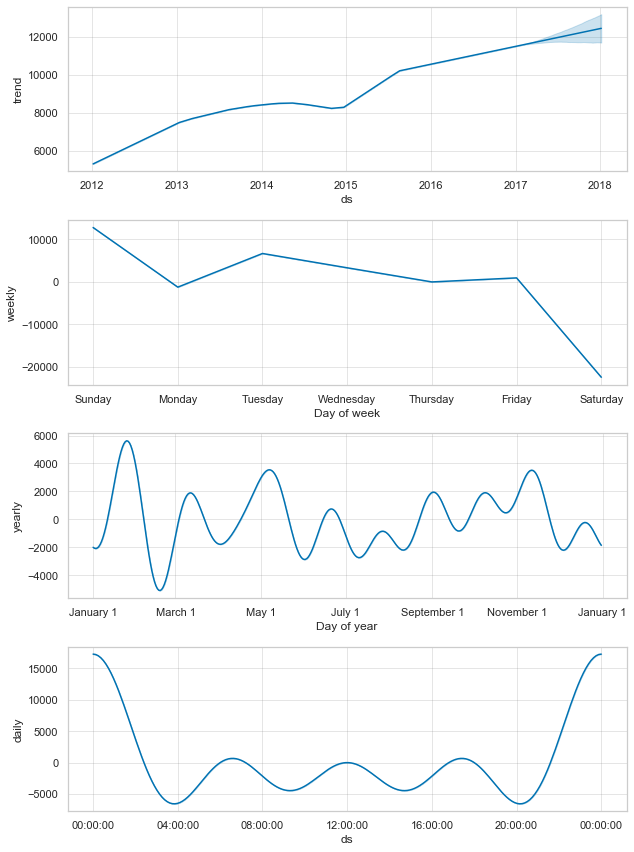 12000
10000
8000
6000
trend
2012 2013 2014 2015 2016 2017 2018
ds
10000
0
−10000
−20000
weekly
Sunday Monday Tuesday Wednesday Thursday Friday Saturday
Day of week
6000
4000
2000
0
−2000
−4000
yearly
January 1 March 1 May 1 July 1 September 1 November 1 January 1
Day of year
15000
10000
5000
0
−5000
daily
00:00:00 04:00:00 08:00:00 12:00:00 16:00:00 20:00:00 00:00:00
ds